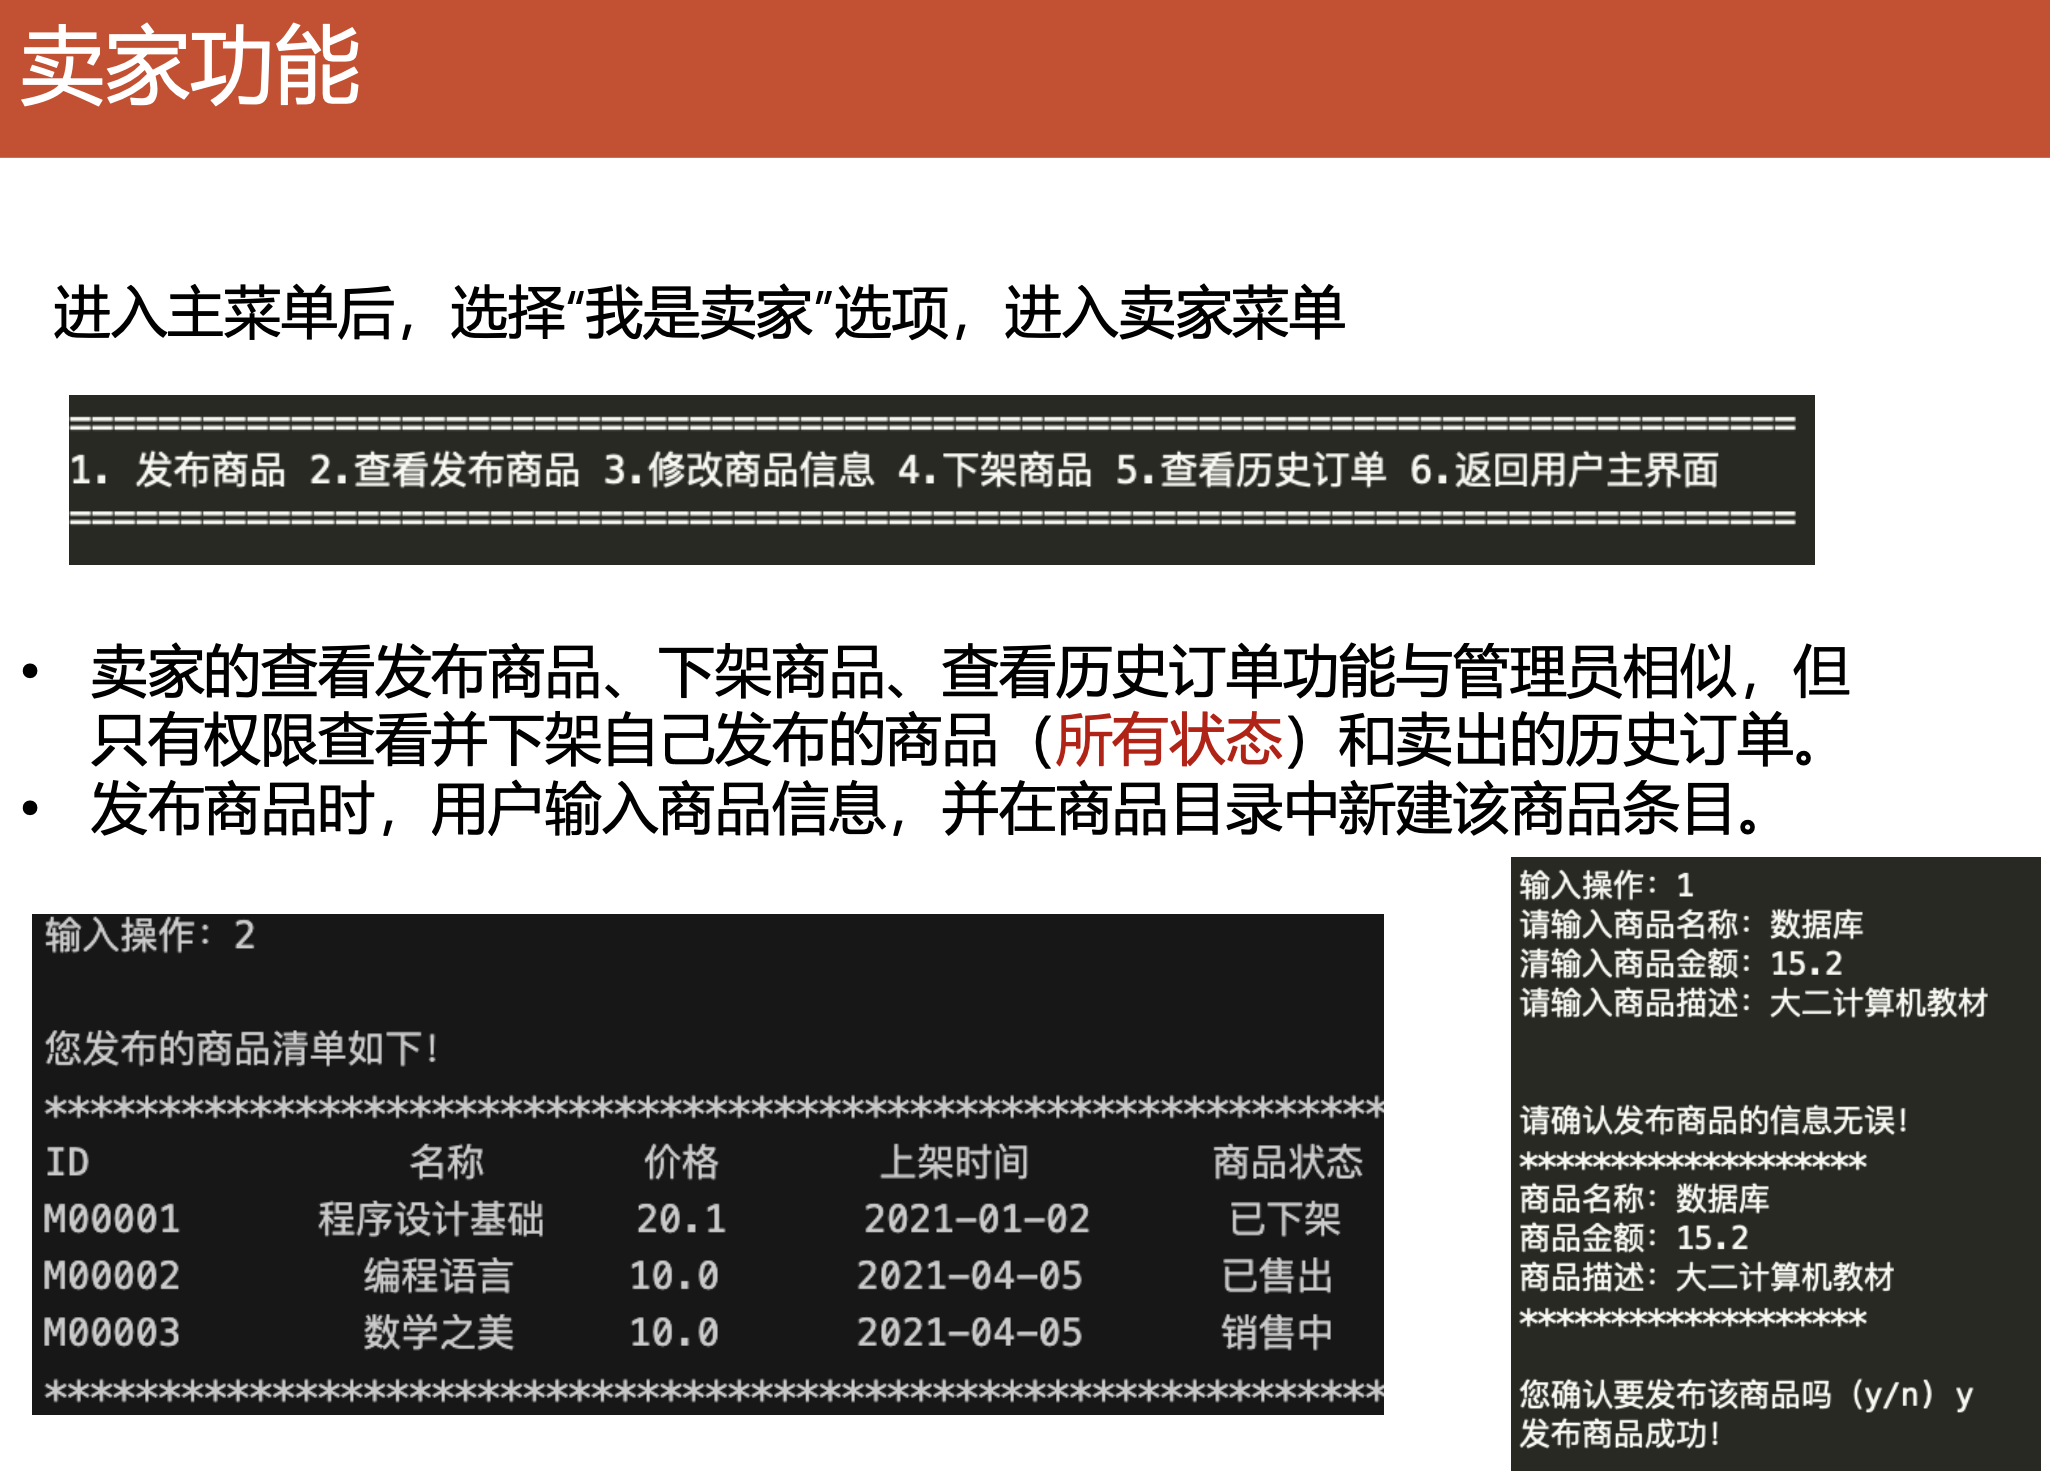 卖家功能
进入主菜单后，选择“我是卖家”选项，进入卖家菜单
==============================================================================
1. 发布商品 2.查看发布商品 3.修改商品信息 4.下架商品 5.查看历史订单 6.返回用户主界面
==============================================================================
• 卖家的查看发布商品、下架商品、查看历史订单功能与管理员相似，但
只有权限查看并下架自己发布的商品（所有状态）和卖出的历史订单。
• 发布商品时，用户输入商品信息，并在商品目录中新建该商品条目。
输入操作：2
您发布的商品清单如下！
***********************************************************
ID 名称 价格 上架时间 商品状态
M00001 程序设计基础 20.1 2021-01-02 已下架
M00002 编程语言 10.0 2021-04-05 已售出
M00003 数学之美 10.0 2021-04-05 销售中
***********************************************************
输入操作：1
请输入商品名称：数据库
清输入商品金额：15.2
请输入商品描述：大二计算机教材
请确认发布商品的信息无误！
*******************
商品名称：数据库
商品金额：15.2
商品描述：大二计算机教材
*******************
您确认要发布该商品吗（y/n）y
发布商品成功！